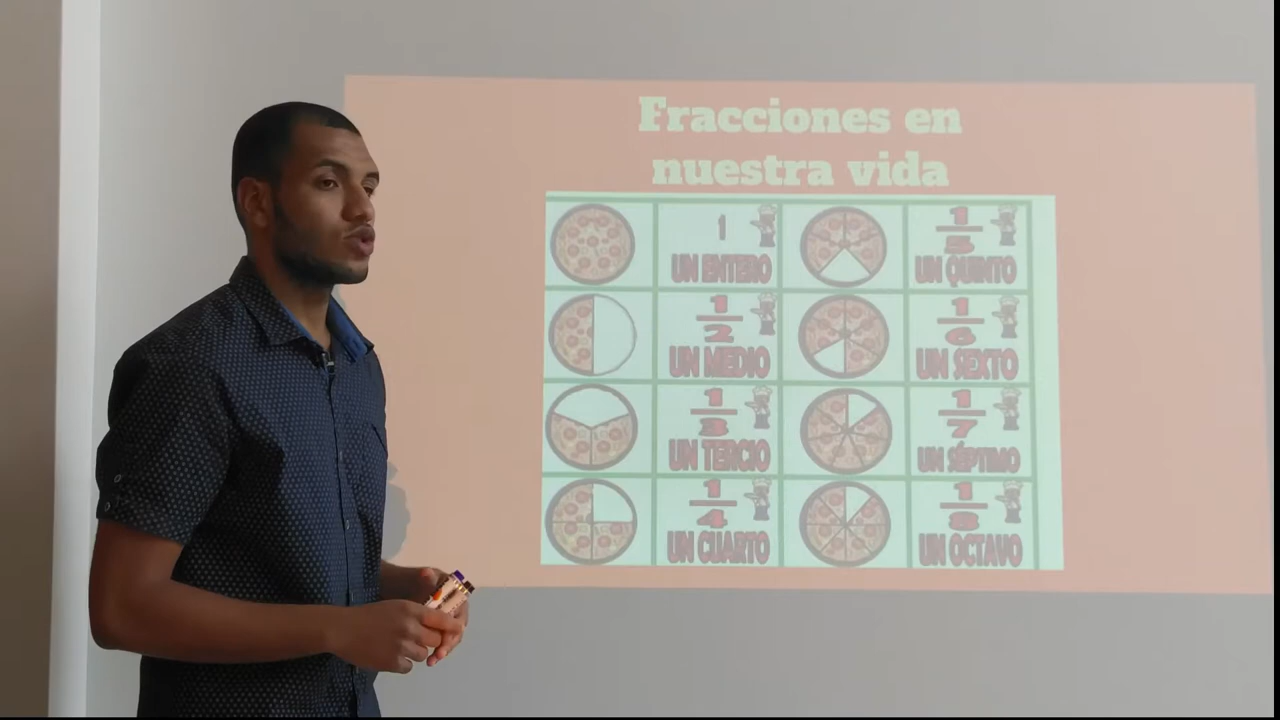 Fracciones en
nuestra vida
1
UN ENTERO
1
5
UN QUINTO
1
2
UN MEDIO
1
6
UN SEXTO
1
3
UN TERCIO
1
7
UN SÉPTIMO
1
4
UN CUARTO
1
8
UN OCTAVO